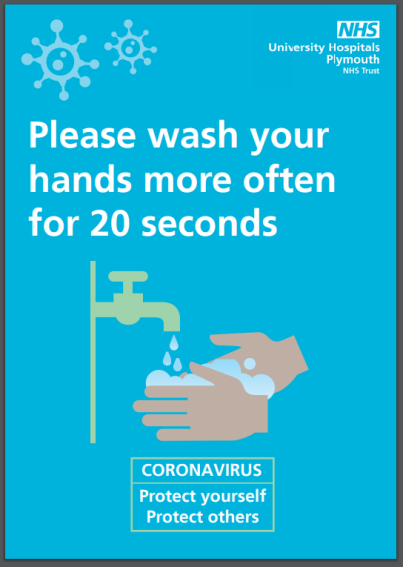 NHS
University Hospitals
Plymouth
NHS Trust
Please wash your
hands more often
for 20 seconds
CORONAVIRUS
Protect yourself
Protect others